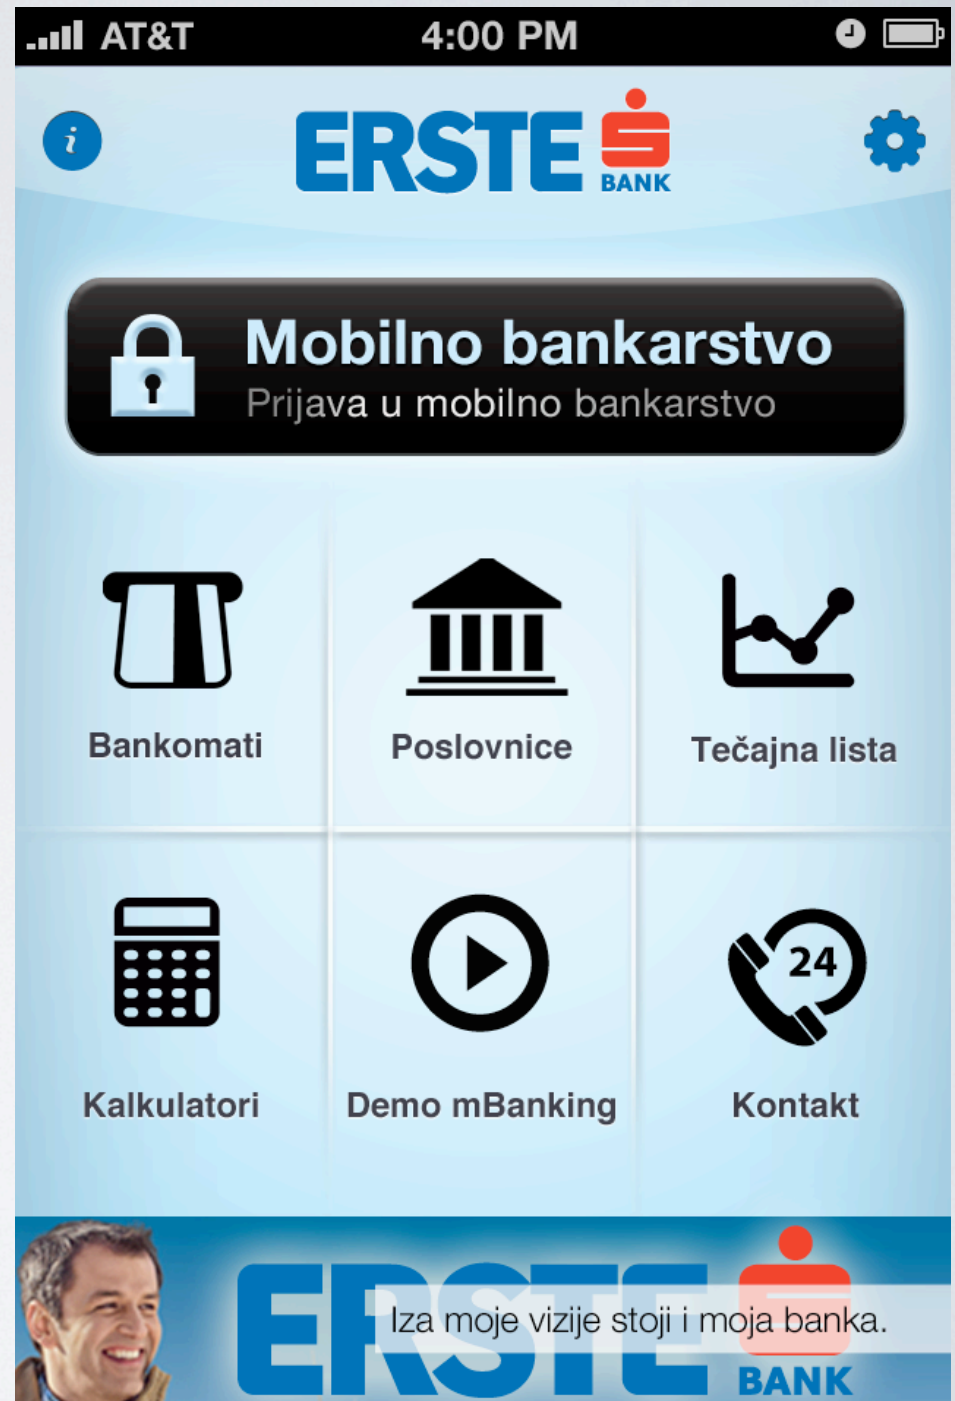 AT&T 4:00 PM
i
ERSTE S
BANK
Mobilno bankarstvo
Prijava u mobilno bankarstvo
Bankomati Poslovnice Tečajna lista
24
Kalkulatori Demo mBanking Kontakt
ERSTE S
Iza moje vizije stoji i moja banka.
BANK